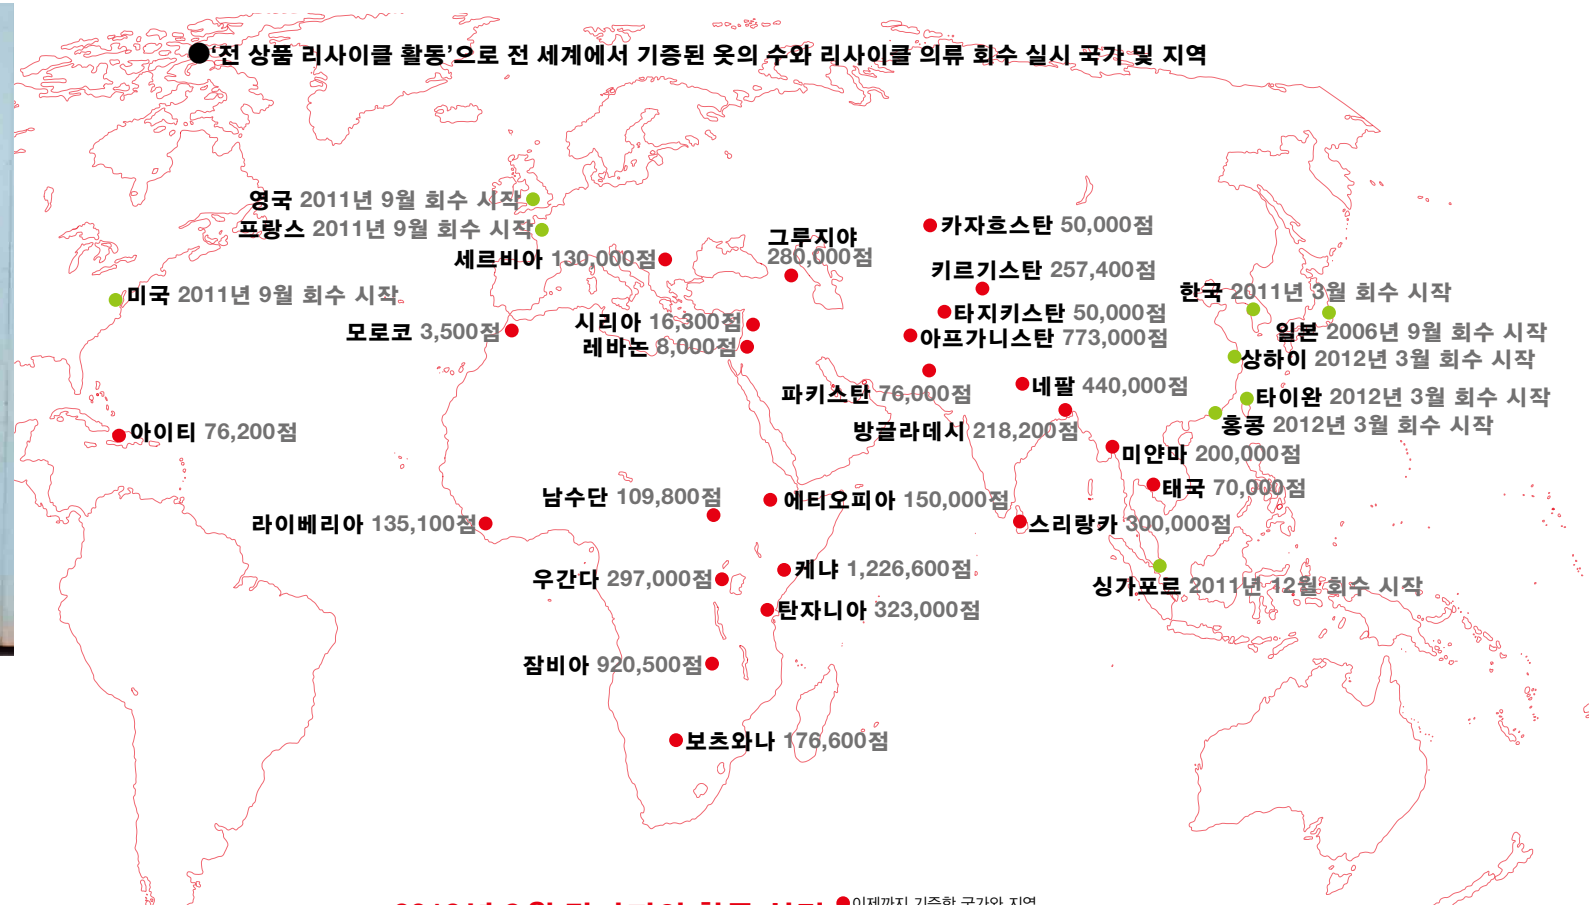 ●'전 상품 리사이클 활동'으로 전 세계에서 기증된 옷의 수와 리사이클 의류 회수 실시 국가 및 지역
영국 2011년 9월 회수 시작
프랑스 2011년 9월 회수 시작
세르비아 130,000점
그루지야
280,000점
카자흐스탄 50,000점
키르기스탄 257,400점
미국 2011년 9월 회수 시작
한국 2011년 3월 회수 시작
모로코 3,500점
시리아 16,300점
타지키스탄 50,000점
일본 2006년 9월 회수 시작
레바논 8,000점
아프가니스탄 773,000점
상하이 2012년 3월 회수 시작
파키스탄 76,000점
네팔 440,000점
타이완 2012년 3월 회수 시작
아이티 76,200점
방글라데시 218,200점
홍콩 2012년 3월 회수 시작
미얀마 200,000점
남수단 109,800점
에티오피아 150,000점
태국 70,000점
라이베리아 135,100점
스리랑카 300,000점
우간다 297,000점
케냐 1,226,600점
싱가포르 2011년 12월 회수 시작
탄자니아 323,000점
잠비아 920,500점
보츠와나 176,600점
이제까지 기증한 국가와 지역